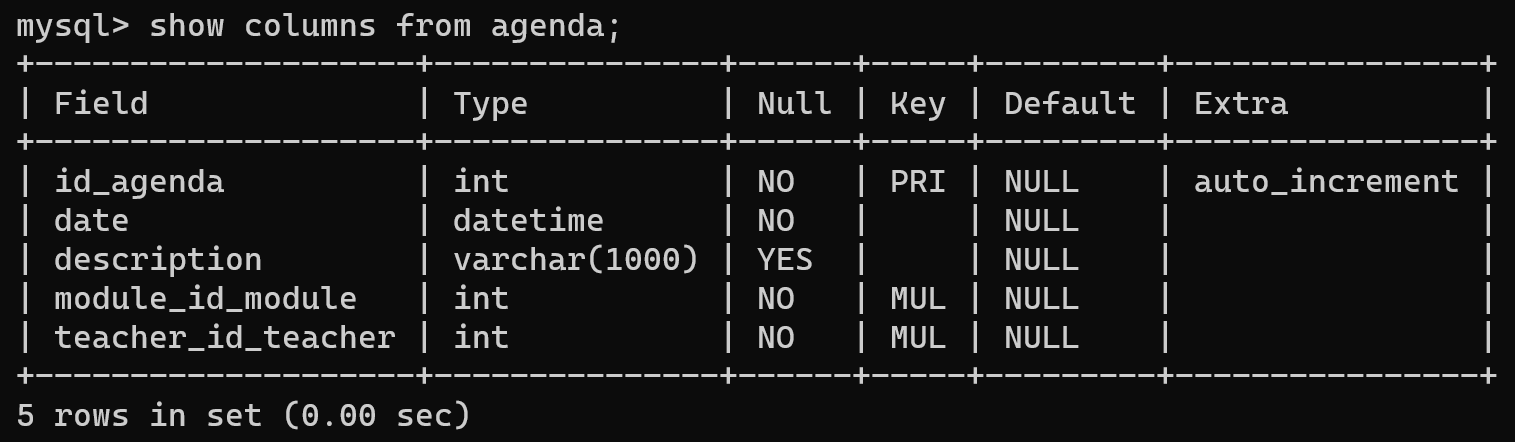 mysql> show columns from agenda;
+--------------------+---------------+------+-----+---------+----------------+
| Field              | Type          | Null | Key | Default | Extra          |
+--------------------+---------------+------+-----+---------+----------------+
| id_agenda          | int           | NO   | PRI | NULL    | auto_increment |
| date               | datetime      | NO   |     | NULL    |                |
| description        | varchar(1000) | YES  |     | NULL    |                |
| module_id_module   | int           | NO   | MUL | NULL    |                |
| teacher_id_teacher | int           | NO   | MUL | NULL    |                |
+--------------------+---------------+------+-----+---------+----------------+
5 rows in set (0.00 sec)